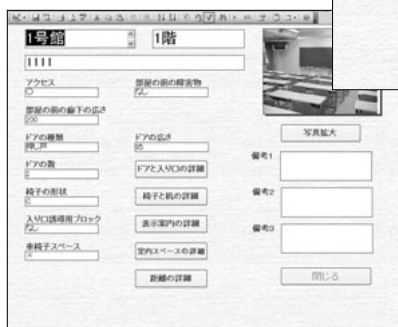 1号館 1階
1111
アクセス 部屋の前の障害物
○ なし
部屋の前の廊下の広さ
200
写真拡大
ドアの種類 ドアの広さ
押し戸 85
備考1
ドアの数 ドアと入り口の詳細
2
椅子の形状 椅子と机の詳細 備考2
C
入り口誘導用ブロック 表示案内の詳細
なし 備考3
車椅子スペース 室内スペースの詳細
×
距離の詳細 閉じる